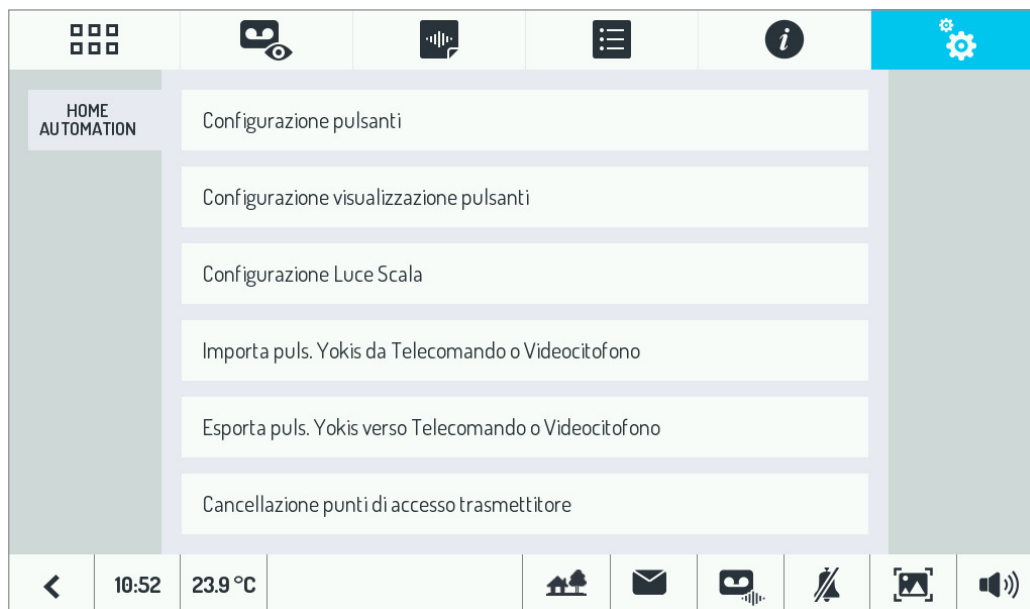 HOME
AUTOMATION
Configurazione pulsanti
Configurazione visualizzazione pulsanti
Configurazione Luce Scala
Importa puls. Yokis da Telecomando o Videocitofono
Esporta puls. Yokis verso Telecomando o Videocitofono
Cancellazione punti di accesso trasmettitore
10:52 23.9 °C